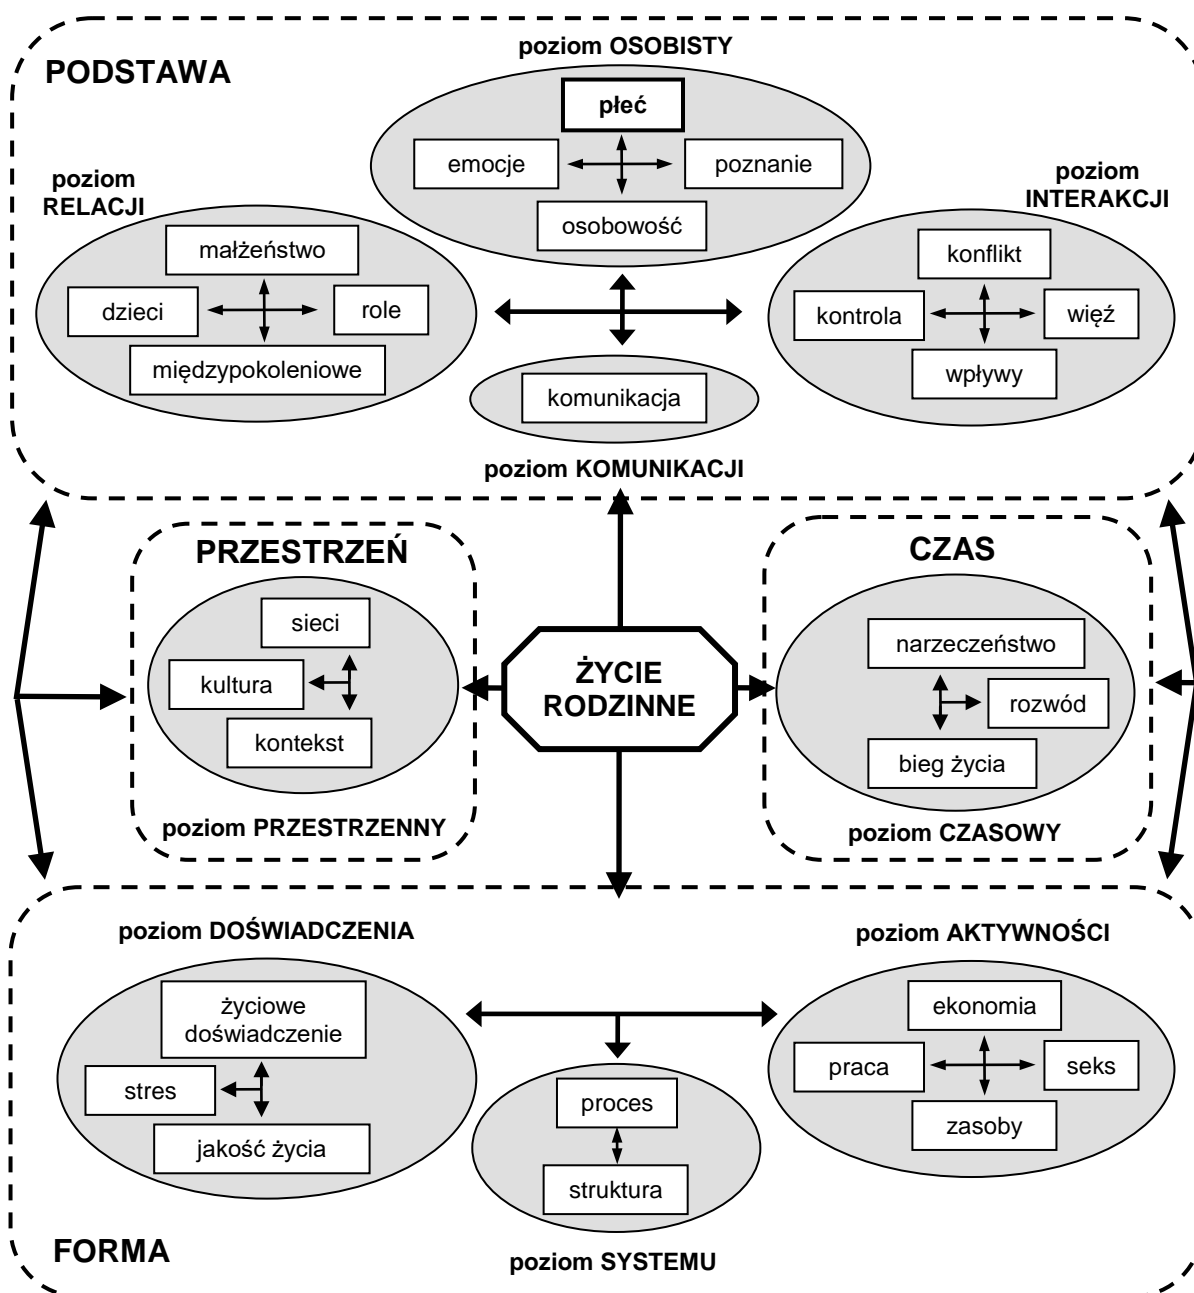 poziom OSOBISTY
PODSTAWA
płeć
emocje
poznanie
osobowość
poziom
RELACJI
małżeństwo
dzieci
role
międzypokoleniowe
poziom
INTERAKCJI
konflikt
kontrola
więź
wpływy
komunikacja
poziom KOMUNIKACJI
PRZESTRZEŃ
sieci
kultura
kontekst
poziom PRZESTRZENNY
ŻYCIE
RODZINNE
CZAS
narzeczeństwo
rozwód
bieg życia
poziom CZASOWY
poziom DOŚWIADCZENIA
życiowe
doświadczenie
stres
jakość życia
proces
struktura
poziom SYSTEMU
poziom AKTYWNOŚCI
ekonomia
praca
seks
zasoby
FORMA